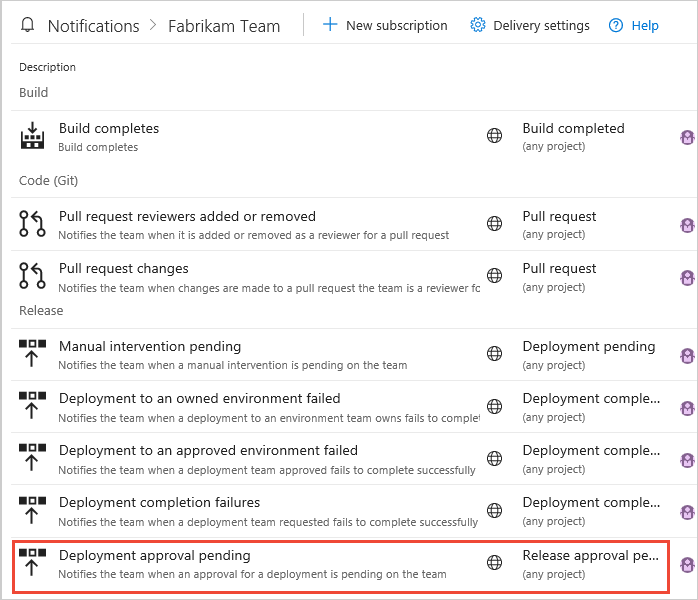 Notifications > Fabrikam Team + New subscription Delivery settings ? Help
Description
Build
Build completes Build completed
Build completes (any project)
Code (Git)
Pull request reviewers added or removed Pull request
Notifies the team when it is added or removed as a reviewer for a pull request (any project)
Pull request changes Pull request
Notifies the team when changes are made to a pull request the team is a reviewer fo (any project)
Release
Manual intervention pending Deployment pending
Notifies the team when a manual intervention is pending on the team (any project)
Deployment to an owned environment failed Deployment comple...
Notifies the team when a deployment to an environment team owns fails to complet (any project)
Deployment to an approved environment failed Deployment comple...
Notifies the team when a deployment team approved fails to complete successfully (any project)
Deployment completion failures Deployment comple...
Notifies the team when a deployment team requested fails to complete successfully (any project)
Deployment approval pending Release approval pe...
Notifies the team when an approval for a deployment is pending on the team (any project)